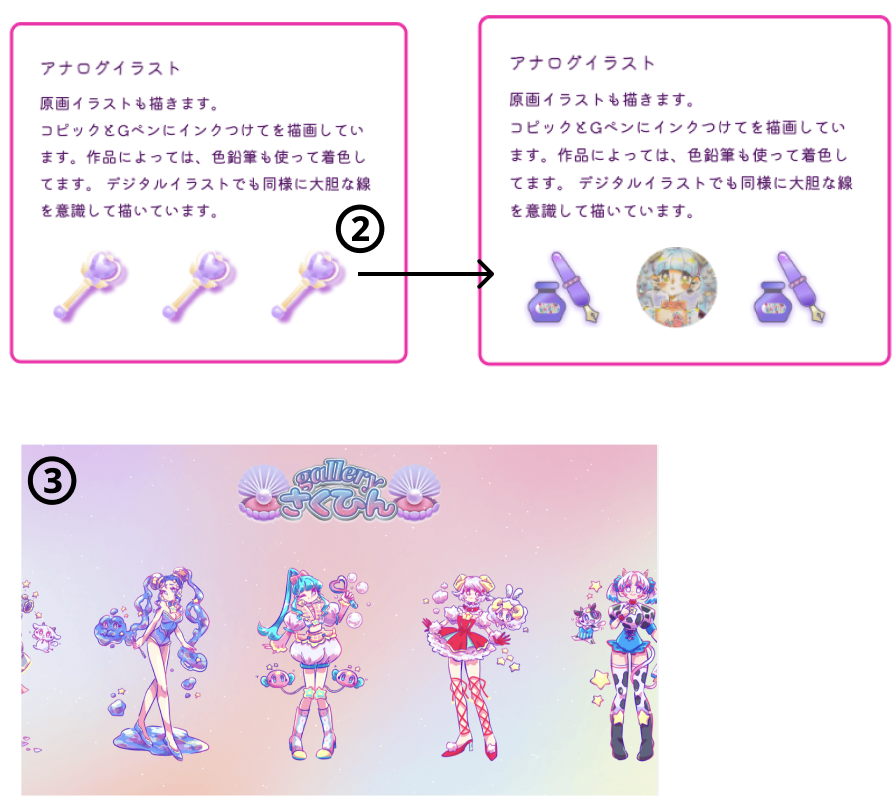 アナログイラスト
原画イラストも描きます。
コピックとGペンにインクつけてを描画してい
ます。作品によっては、色鉛筆も使って着色し
てます。 デジタルイラストでも同様に大胆な線
を意識して描いています。
②
アナログイラスト
原画イラストも描きます。
コピックとGペンにインクつけてを描画してい
ます。作品によっては、色鉛筆も使って着色し
てます。 デジタルイラストでも同様に大胆な線
を意識して描いています。
③
gallery
さくひん